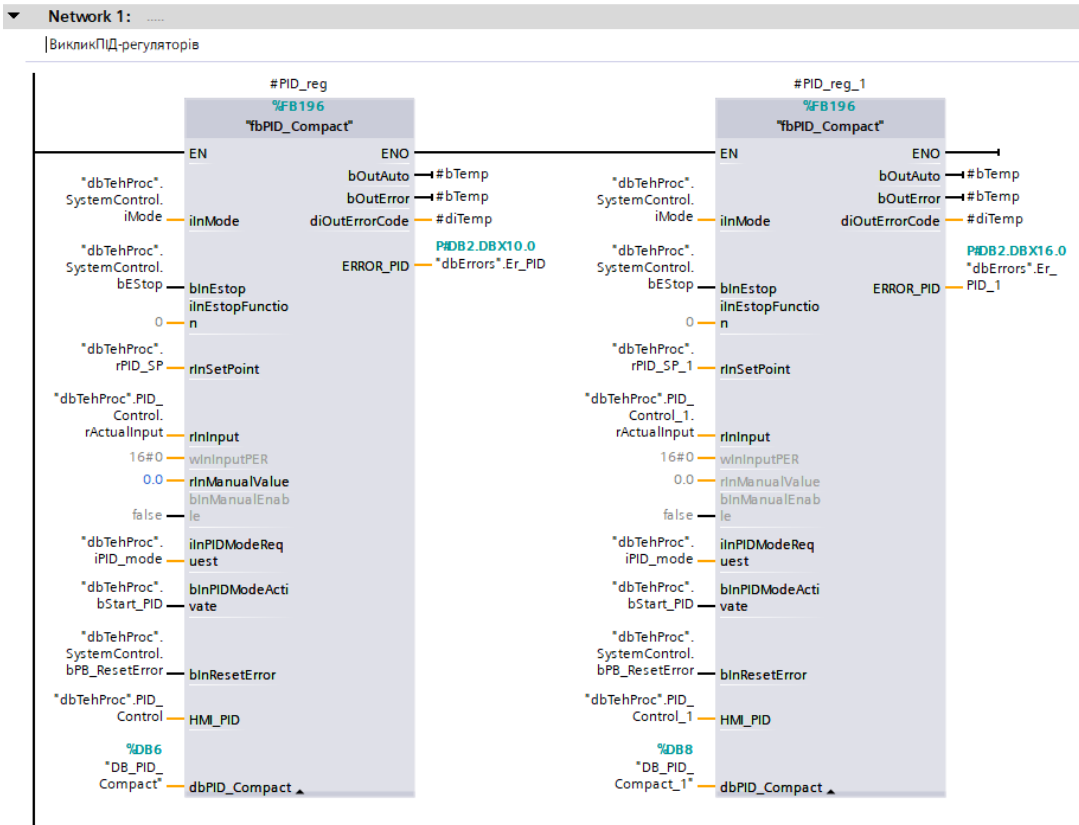 Network 1: .....
ВикликПІД-регуляторів
#PID_reg
%FB196
"fbPID_Compact"
EN
ENO
bOutAuto
#bTemp
bOutError
#bTemp
"dbTehProc".
SystemControl.
iMode
iInMode
diOutErrorCode
#diTemp
P#DB2.DBX10.0
"dbErrors".Er_PID
ERROR_PID
"dbTehProc".
SystemControl.
bEStop
bInEstop
iInEstopFunctio
n
0
"dbTehProc".
rPID_SP
rInSetPoint
"dbTehProc".PID_
Control.
rActualInput
rInInput
16#0
wInInputPER
0.0
rInManualValue
bInManualEnab
le
false
"dbTehProc".
iPID_mode
iInPIDModeReq
uest
"dbTehProc".
bStart_PID
bInPIDModeActi
vate
"dbTehProc".
SystemControl.
bPB_ResetError
bInResetError
"dbTehProc".PID_
Control
HMI_PID
%DB6
"DB_PID_
Compact"
dbPID_Compact
#PID_reg_1
%FB196
"fbPID_Compact"
EN
ENO
bOutAuto
#bTemp
bOutError
#bTemp
"dbTehProc".
SystemControl.
iMode
iInMode
diOutErrorCode
#diTemp
P#DB2.DBX16.0
"dbErrors".Er_
PID_1
ERROR_PID
"dbTehProc".
SystemControl.
bEStop
bInEstop
iInEstopFunctio
n
0
"dbTehProc".
rPID_SP_1
rInSetPoint
"dbTehProc".PID_
Control_1.
rActualInput
rInInput
16#0
wInInputPER
0.0
rInManualValue
bInManualEnab
le
false
"dbTehProc".
iPID_mode
iInPIDModeReq
uest
"dbTehProc".
bStart_PID
bInPIDModeActi
vate
"dbTehProc".
SystemControl.
bPB_ResetError
bInResetError
"dbTehProc".PID_
Control_1
HMI_PID
%DB8
"DB_PID_
Compact_1"
dbPID_Compact